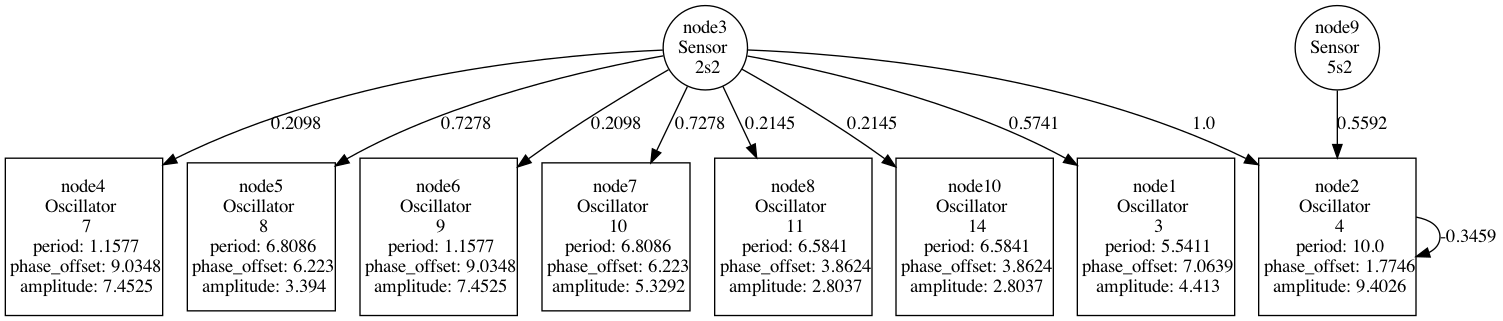 node3
Sensor
2s2
node9
Sensor
5s2
0.2098
0.7278
0.2098
0.7278
0.2145
0.2145
0.5741
1.0
0.5592
node4
Oscillator
7
period: 1.1577
phase_offset: 9.0348
amplitude: 7.4525
node5
Oscillator
8
period: 6.8086
phase_offset: 6.223
amplitude: 3.394
node6
Oscillator
9
period: 1.1577
phase_offset: 9.0348
amplitude: 7.4525
node7
Oscillator
10
period: 6.8086
phase_offset: 6.223
amplitude: 5.3292
node8
Oscillator
11
period: 6.5841
phase_offset: 3.8624
amplitude: 2.8037
node10
Oscillator
14
period: 6.5841
phase_offset: 3.8624
amplitude: 2.8037
node1
Oscillator
3
period: 5.5411
phase_offset: 7.0639
amplitude: 4.413
node2
Oscillator
4
period: 10.0
phase_offset: 1.7746
amplitude: 9.4026
-0.3459